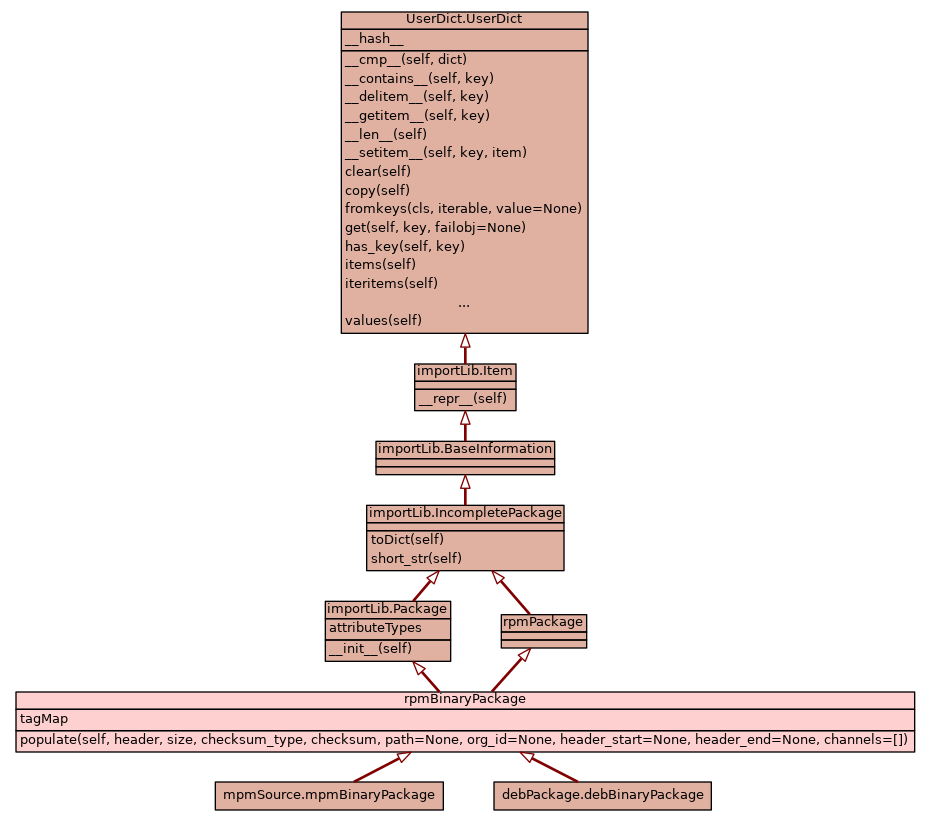 UserDict.UserDict
__hash__
__cmp__(self, dict)
__contains__(self, key)
__delitem__(self, key)
__getitem__(self, key)
__len__(self)
__setitem__(self, key, item)
clear(self)
copy(self)
fromkeys(cls, iterable, value=None)
get(self, key, failobj=None)
has_key(self, key)
items(self)
iteritems(self)
...
values(self)
importLib.Item
__repr__(self)
importLib.BaseInformation
importLib.IncompletePackage
toDict(self)
short_str(self)
importLib.Package
attributeTypes
__init__(self)
rpmPackage
rpmBinaryPackage
tagMap
populate(self, header, size, checksum_type, checksum, path=None, org_id=None, header_start=None, header_end=None, channels=[])
mpmSource.mpmBinaryPackage
debPackage.debBinaryPackage